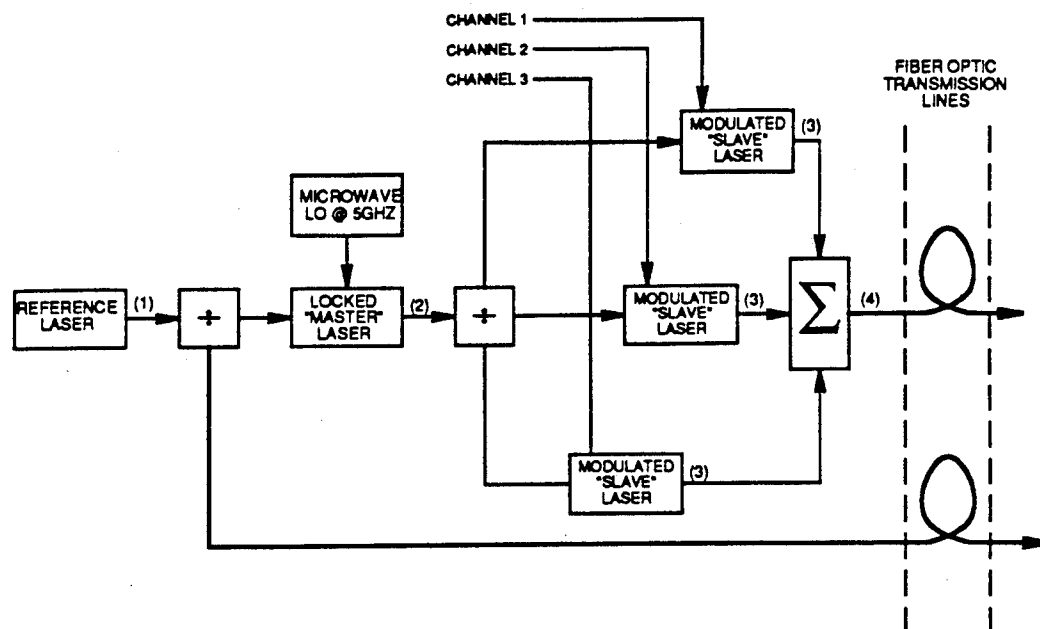 CHANNEL 1
CHANNEL 2
CHANNEL 3
FIBER OPTIC
TRANSMISSION
LINES
MODULATED
"SLAVE"
LASER
(3)
MICROWAVE
LO @ 5GHZ
REFERENCE
LASER
(1)
÷
LOCKED
"MASTER"
LASER
(2)
÷
MODULATED
"SLAVE"
LASER
(3)
Σ
(4)
MODULATED
"SLAVE"
LASER
(3)